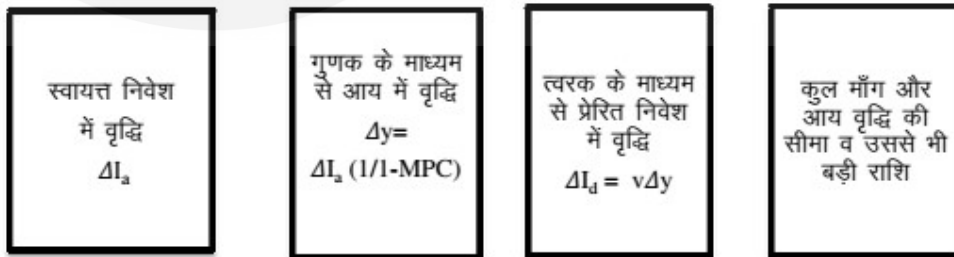 स्वायत्त निवेश
में वृद्धि
ΔIa
गुणक के माध्यम
से आय में वृद्धि
Δy=
ΔIa (1/1-MPC)
त्वरक के माध्यम
से प्रेरित निवेश
में वृद्धि
ΔId = vΔy
कुल माँग और
आय वृद्धि की
सीमा व उससे भी
बड़ी राशि